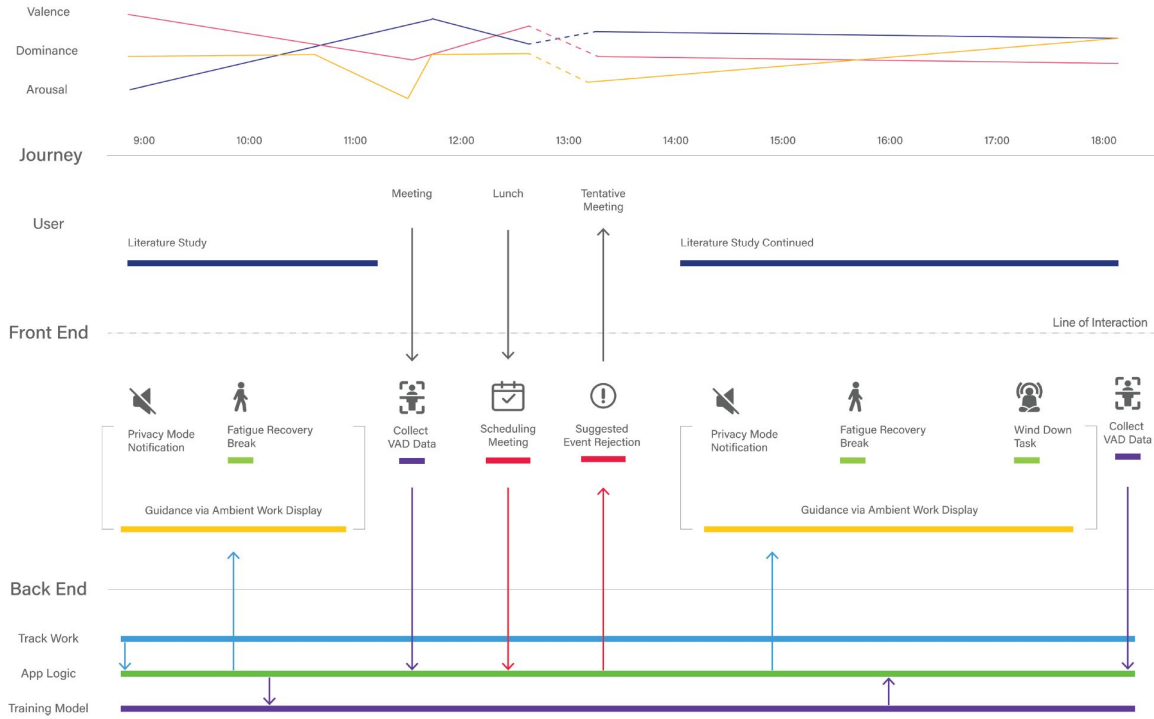 Valence
Dominance
Arousal
9:00 10:00 11:00 12:00 13:00 14:00 15:00 16:00 17:00 18:00
Journey
Meeting Lunch Tentative
Meeting
User
Literature Study Literature Study Continued
Line of Interaction
Front End
Privacy Mode
Notification
Fatigue Recovery
Break
Collect
VAD Data
Scheduling
Meeting
Suggested
Event Rejection
Privacy Mode
Notification
Fatigue Recovery
Break
Wind Down
Task
Collect
VAD Data
Guidance via Ambient Work Display Guidance via Ambient Work Display
Back End
Track Work
App Logic
Training Model